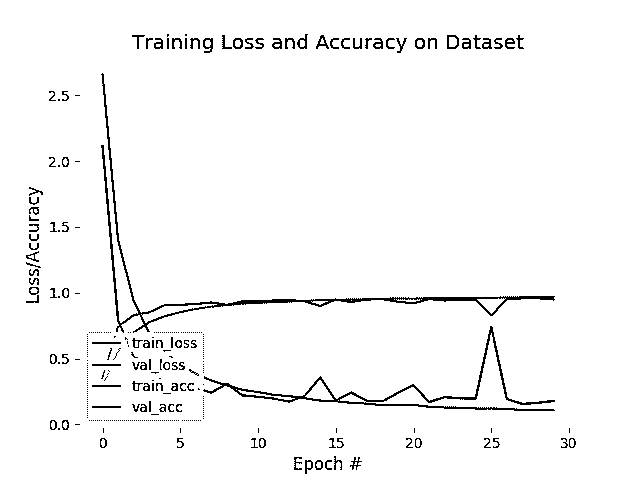 Training Loss and Accuracy on Dataset
Loss/Accuracy
2.5
2.0
1.5
1.0
0.5
0.0
train_loss
val_loss
train_acc
val_acc
0 5 10 15 20 25 30
Epoch #